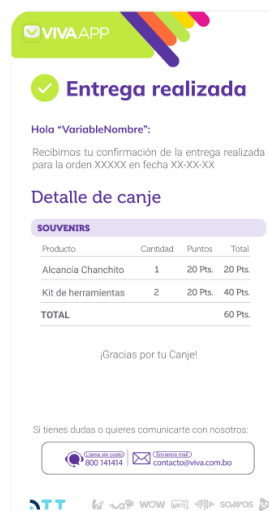 VIVA APP
Entrega realizada
Hola “VariableNombre”:
Recibimos tu confirmación de la entrega realizada
para la orden XXXXX en fecha XX-XX-XX
Detalle de canje
SOUVENIRS
Producto Cantidad Puntos Total
Alcancía Chanchito 1 20 Pts. 20 Pts.
Kit de herramientas 2 20 Pts. 40 Pts.
TOTAL 60 Pts.
¡Gracias por tu Canje!
Si tienes dudas o quieres comunicarte con nosotros:
Llama sin costo
800 141414
Envíanos mail
contacto@viva.com.bo
WOW
SOMOS